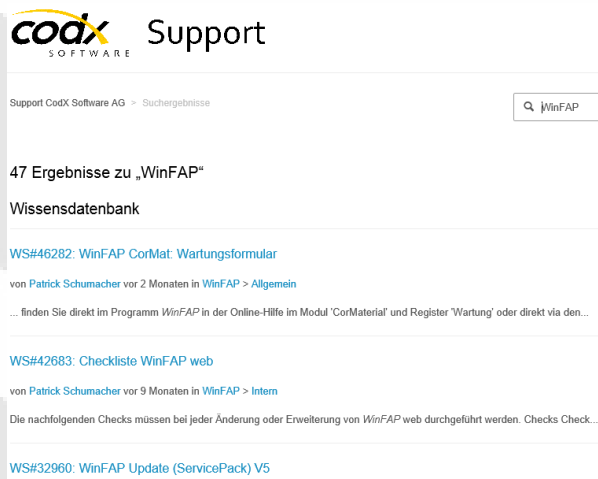 codx Support
SOFTWARE
Support CodX Software AG > Suchergebnisse
WinFAP
47 Ergebnisse zu „WinFAP“
Wissensdatenbank
WS#46282: WinFAP CorMat: Wartungsformular
von Patrick Schumacher vor 2 Monaten in WinFAP > Allgemein
... finden Sie direkt im Programm WinFAP in der Online-Hilfe im Modul 'CorMaterial' und Register 'Wartung' oder direkt via den...
WS#42683: Checkliste WinFAP web
von Patrick Schumacher vor 9 Monaten in WinFAP > Intern
Die nachfolgenden Checks müssen bei jeder Änderung oder Erweiterung von WinFAP web durchgeführt werden. Checks Check...
WS#32960: WinFAP Update (ServicePack) V5